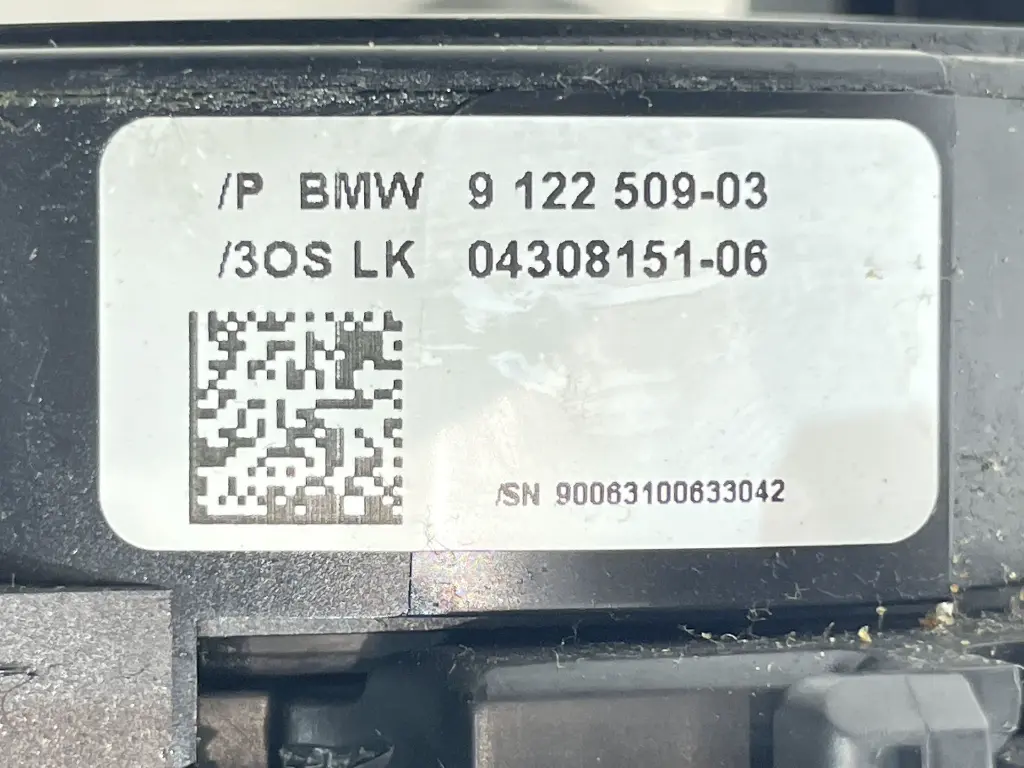 /P BMW 9 122 509-03
/3OS LK 04308151-06
/SN 90063100633042